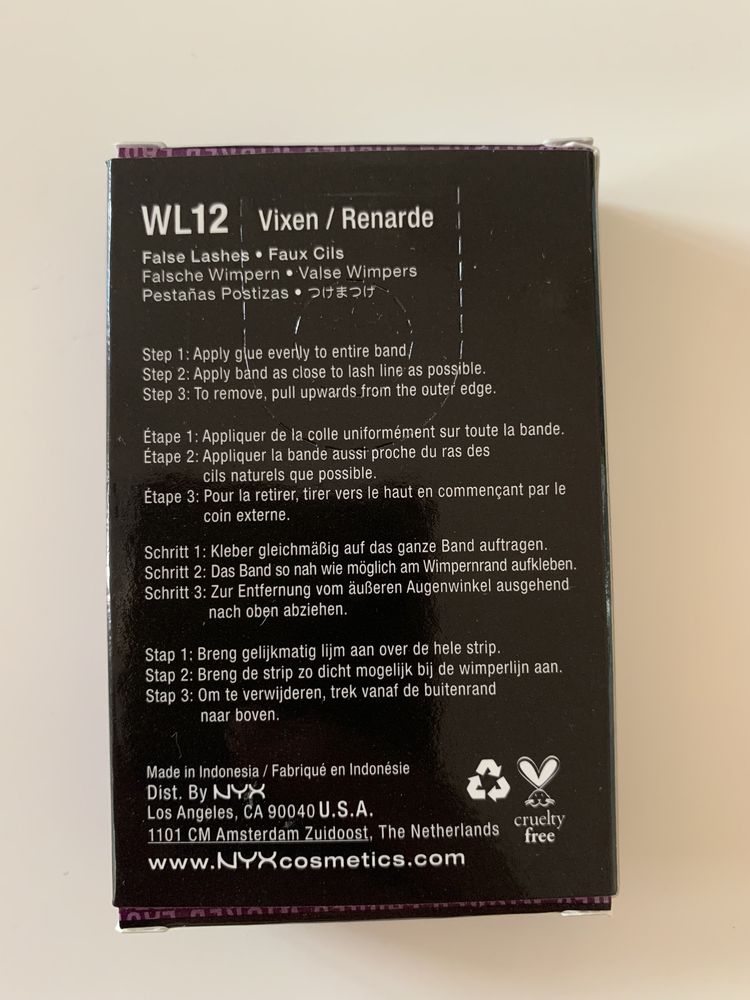 WL12 Vixen / Renarde
False Lashes • Faux Cils
Falsche Wimpern • Valse Wimpers
Pestañas Postizas • つけまつげ
Step 1: Apply glue evenly to entire band.
Step 2: Apply band as close to lash line as possible.
Step 3: To remove, pull upwards from the outer edge.
Étape 1: Appliquer de la colle uniformément sur toute la bande.
Étape 2: Appliquer la bande aussi proche du ras des
cils naturels que possible.
Étape 3: Pour la retirer, tirer vers le haut en commençant par le
coin externe.
Schritt 1: Kleber gleichmäßig auf das ganze Band auftragen.
Schritt 2: Das Band so nah wie möglich am Wimpernrand aufkleben.
Schritt 3: Zur Entfernung vom äußeren Augenwinkel ausgehend
nach oben abziehen.
Stap 1: Breng gelijkmatig lijm aan over de hele strip.
Stap 2: Breng de strip zo dicht mogelijk bij de wimperlijn aan.
Stap 3: Om te verwijderen, trek vanaf de buitenrand
naar boven.
Made in Indonesia / Fabriqué en Indonésie
Dist. By NYX
Los Angeles, CA 90040 U.S.A.
1101 CM Amsterdam Zuidoost, The Netherlands
www.NYXcosmetics.com
cruelty
free